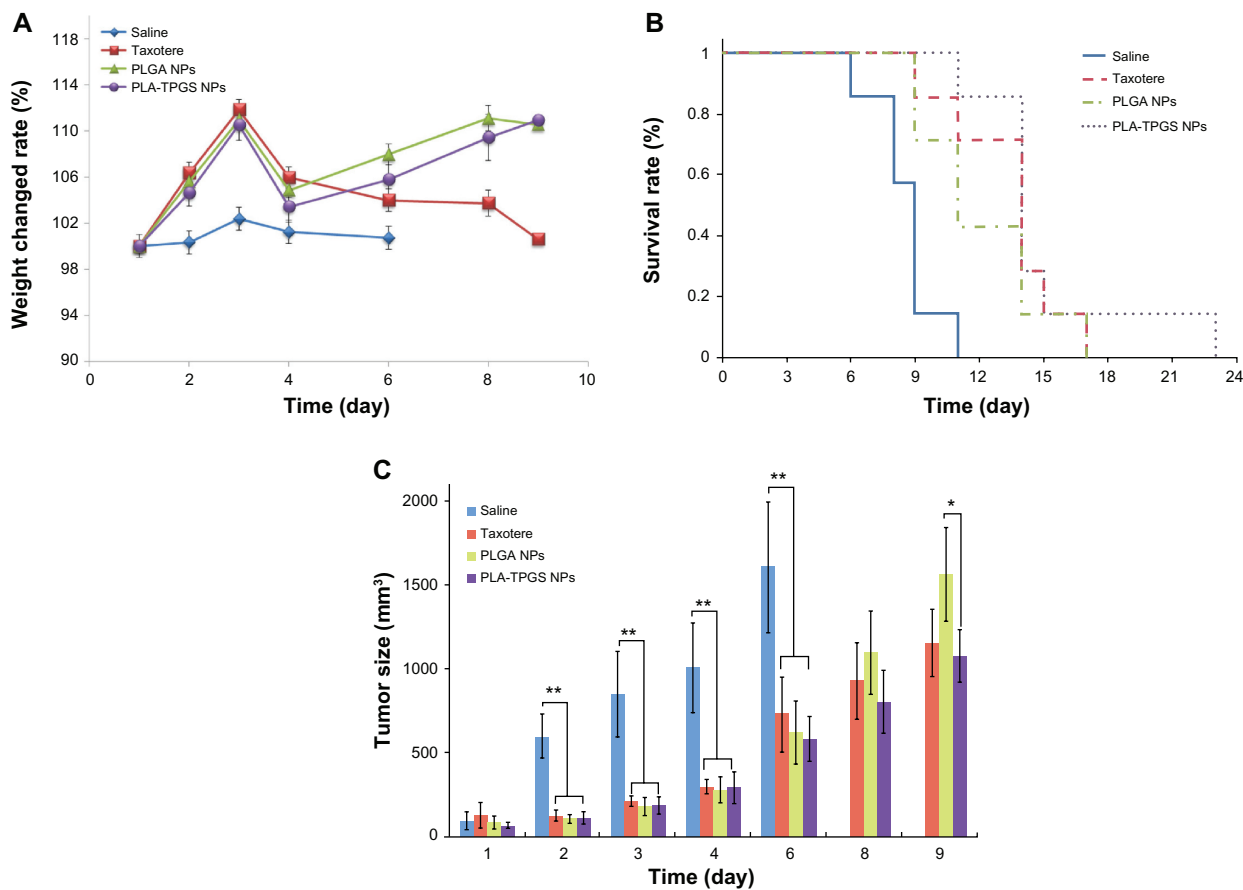 A
118
114
110
106
102
98
94
90
0
2
4
6
8
10
Weight changed rate (%)
Time (day)
Saline
Taxotere
PLGA NPs
PLA-TPGS NPs
B
1
0.8
0.6
0.4
0.2
0
0
3
6
9
12
15
18
21
24
Survival rate (%)
Time (day)
Saline
Taxotere
PLGA NPs
PLA-TPGS NPs
C
2000
1500
1000
500
0
1
2
3
4
6
8
9
Tumor size (mm³)
Time (day)
Saline
Taxotere
PLGA NPs
PLA-TPGS NPs
**
**
**
**
*